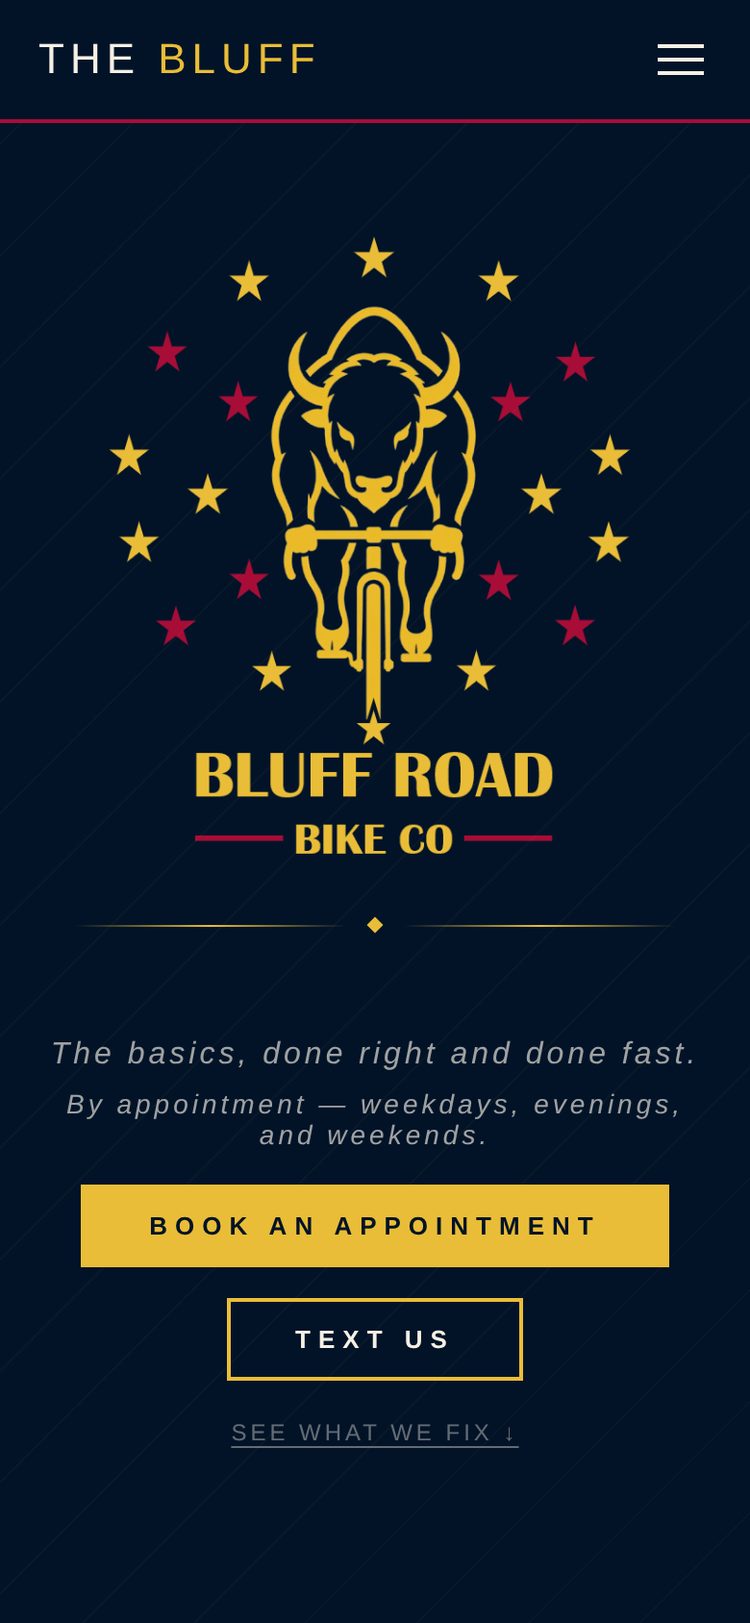 THE BLUFF
BLUFF ROAD
BIKE CO
The basics, done right and done fast.
By appointment — weekdays, evenings,
and weekends.
BOOK AN APPOINTMENT
TEXT US
SEE WHAT WE FIX ↓